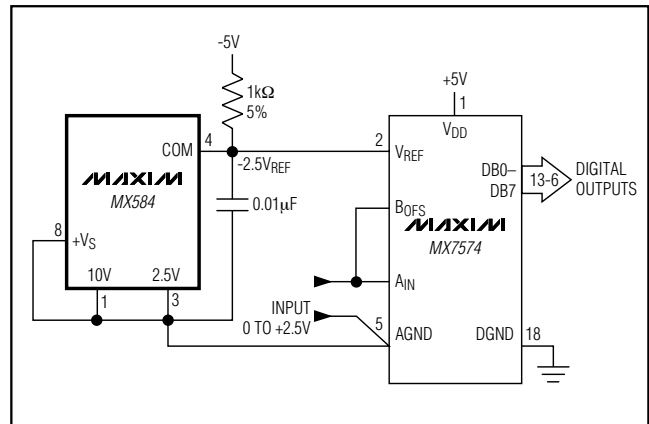 -5V
1kΩ
5%
+5V
1
4
COM
2
VDD
VREF
MAXIM
MX584
-2.5VREF
DB0–
DB7
13-6
DIGITAL
OUTPUTS
0.01µF
BOFS
8
+VS
MAXIM
MX7574
10V
2.5V
AIN
1
3
INPUT
0 TO +2.5V
5
AGND
DGND
18